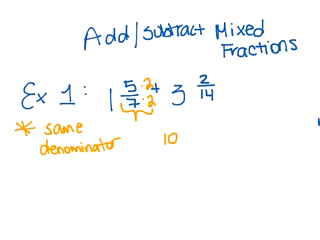 Add/Subtract Mixed
Fractions
Ex 1: 1 5/7 ·2/·2 + 3 2/14
* same
denominator
10